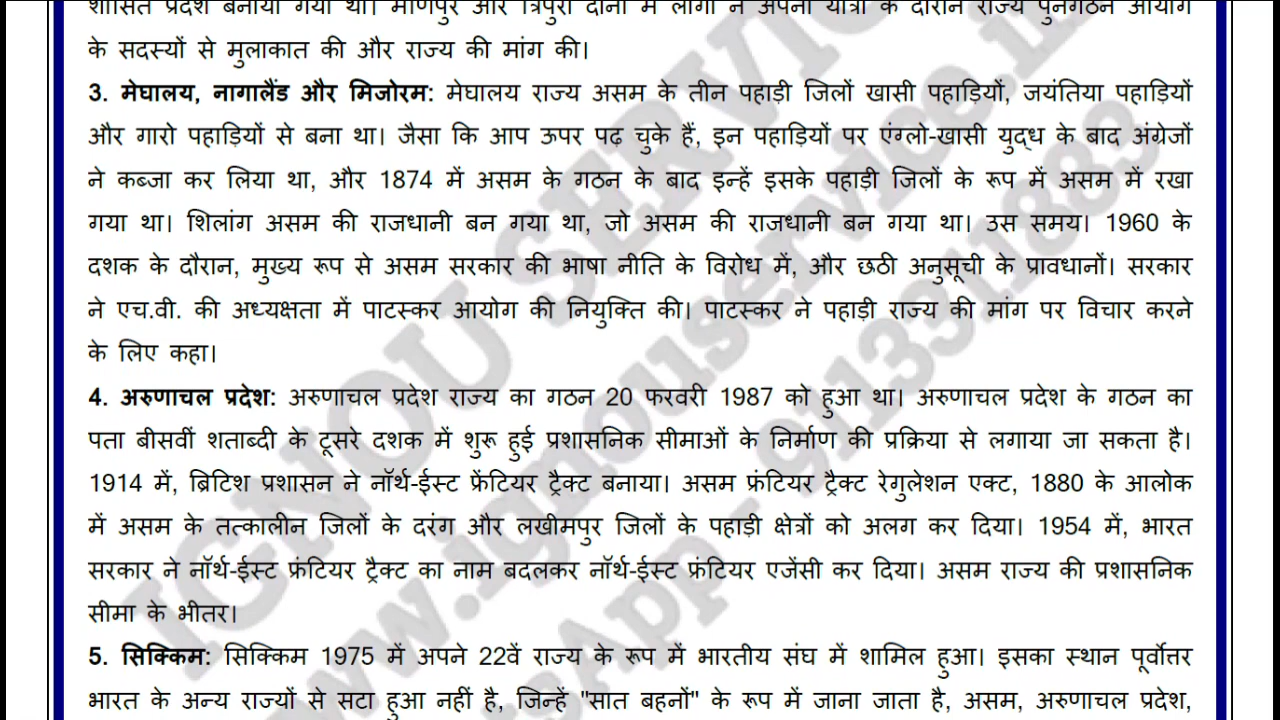 शासित प्रदेश बनाया गया था। मणिपुर और त्रिपुरा दोनों में लोगों ने अपनी यात्रा के दौरान राज्य पुनर्गठन आयोग
के सदस्यों से मुलाकात की और राज्य की मांग की।
3. मेघालय, नागालैंड और मिजोरम: मेघालय राज्य असम के तीन पहाड़ी जिलों खासी पहाड़ियों, जयंतिया पहाड़ियों
और गारो पहाड़ियों से बना था। जैसा कि आप ऊपर पढ़ चुके हैं, इन पहाड़ियों पर एंग्लो-खासी युद्ध के बाद अंग्रेजों
ने कब्जा कर लिया था, और 1874 में असम के गठन के बाद इन्हें इसके पहाड़ी जिलों के रूप में असम में रखा
गया था। शिलांग असम की राजधानी बन गया था, जो असम की राजधानी बन गया था। उस समय। 1960 के
दशक के दौरान, मुख्य रूप से असम सरकार की भाषा नीति के विरोध में, और छठी अनुसूची के प्रावधानों। सरकार
ने एच.वी. की अध्यक्षता में पाटस्कर आयोग की नियुक्ति की। पाटस्कर ने पहाड़ी राज्य की मांग पर विचार करने
के लिए कहा।
4. अरुणाचल प्रदेश: अरुणाचल प्रदेश राज्य का गठन 20 फरवरी 1987 को हुआ था। अरुणाचल प्रदेश के गठन का
पता बीसवीं शताब्दी के दूसरे दशक में शुरू हुई प्रशासनिक सीमाओं के निर्माण की प्रक्रिया से लगाया जा सकता है।
1914 में, ब्रिटिश प्रशासन ने नॉर्थ-ईस्ट फ्रेंटियर ट्रैक्ट बनाया। असम फ्रंटियर ट्रैक्ट रेगुलेशन एक्ट, 1880 के आलोक
में असम के तत्कालीन जिलों के दरंग और लखीमपुर जिलों के पहाड़ी क्षेत्रों को अलग कर दिया। 1954 में, भारत
सरकार ने नॉर्थ-ईस्ट फ्रंटियर ट्रैक्ट का नाम बदलकर नॉर्थ-ईस्ट फ्रंटियर एजेंसी कर दिया। असम राज्य की प्रशासनिक
सीमा के भीतर।
5. सिक्किम: सिक्किम 1975 में अपने 22वें राज्य के रूप में भारतीय संघ में शामिल हुआ। इसका स्थान पूर्वोत्तर
भारत के अन्य राज्यों से सटा हुआ नहीं है, जिन्हें "सात बहनों" के रूप में जाना जाता है, असम, अरुणाचल प्रदेश,
IGNOU SERVIC
www.ignouservice.in
sApp - 9113311883